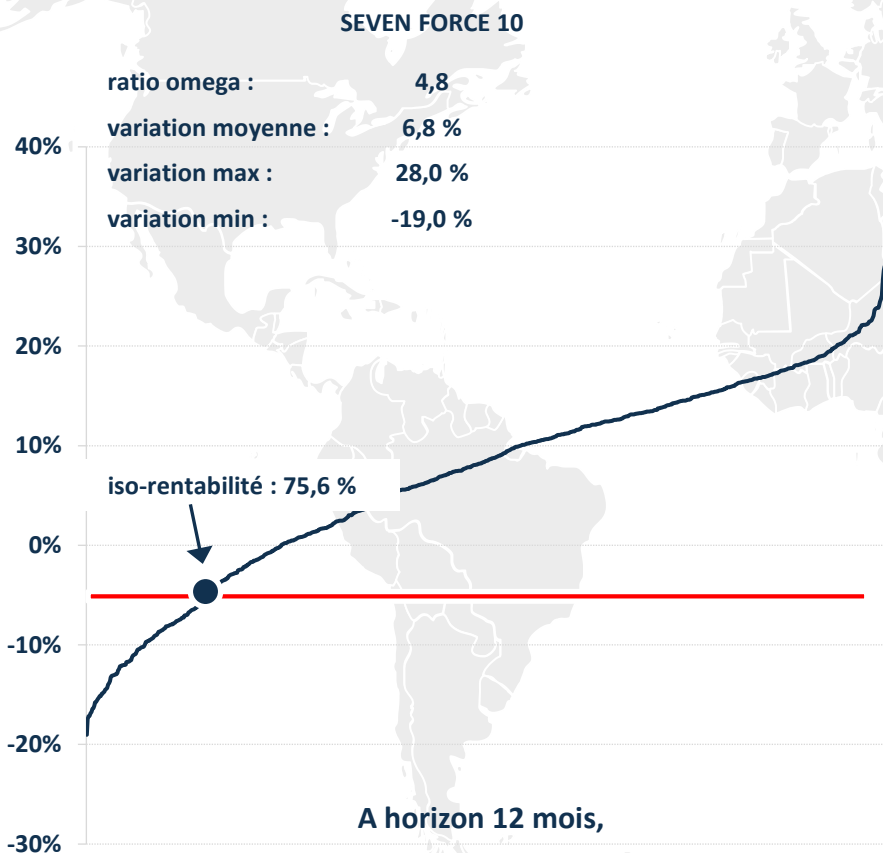 SEVEN FORCE 10
ratio omega : 4,8
variation moyenne : 6,8 %
40%
variation max : 28,0 %
variation min : -19,0 %
30%
20%
10%
iso-rentabilité : 75,6 %
0%
-10%
-20%
A horizon 12 mois,
-30%